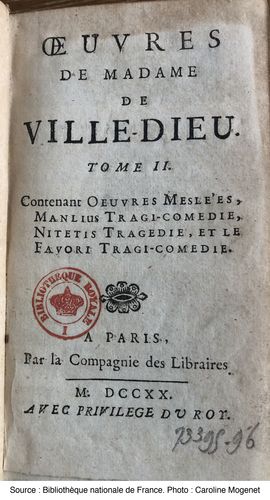 ŒUVRES
DE MADAME
DE
VILLE-DIEU.
TOME II.
Contenant OEUVRES MESLE'ES,
MANLIUS TRAGI-COMEDIE,
NITETIS TRAGEDIE, ET LE
FAVORI TRAGI-COMEDIE.
BIBLIOTHEQUE ROYALE
I
A PARIS,
Par la Compagnie des Libraires
M. DCCXX.
AVEC PRIVILEGE DU ROY.
73395-96
Source : Bibliothèque nationale de France. Photo : Caroline Mogenet